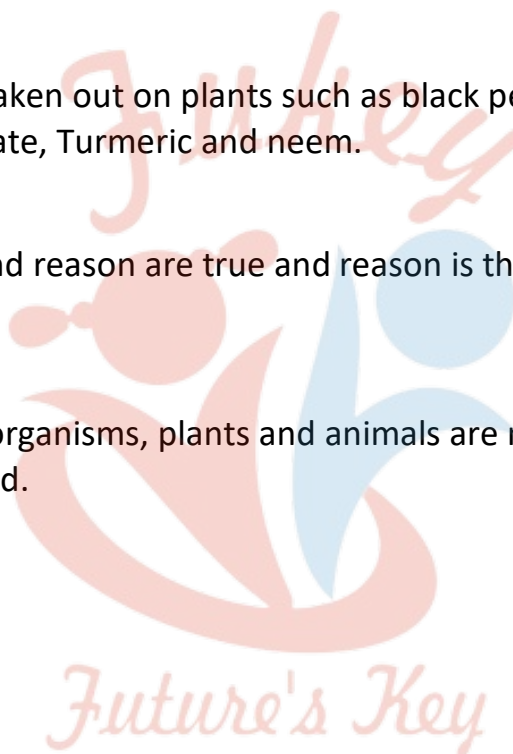 Fukey
aken out on plants such as black pe
ate, Turmeric and neem.
nd reason are true and reason is th
organisms, plants and animals are
d.
Future's Key